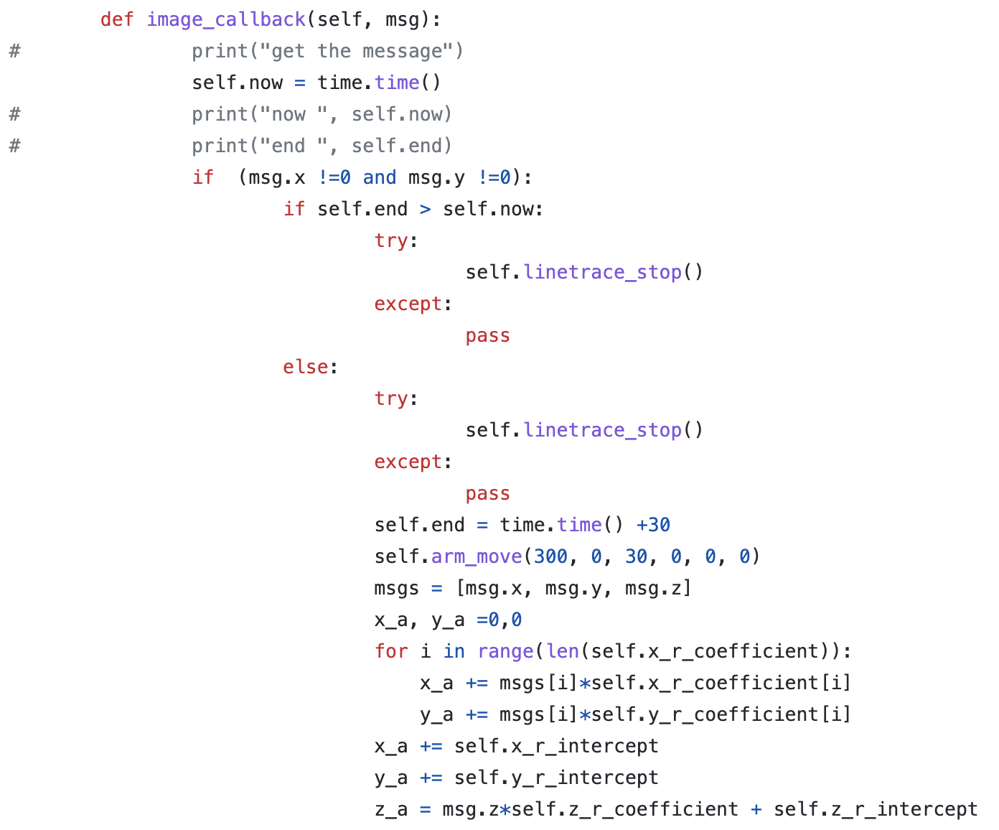 def image_callback(self, msg):
#               print("get the message")
                self.now = time.time()
#               print("now ", self.now)
#               print("end ", self.end)
                if  (msg.x !=0 and msg.y !=0):
                        if self.end > self.now:
                                try:
                                        self.linetrace_stop()
                                except:
                                        pass
                        else:
                                try:
                                        self.linetrace_stop()
                                except:
                                        pass
                                self.end = time.time() +30
                                self.arm_move(300, 0, 30, 0, 0, 0)
                                msgs = [msg.x, msg.y, msg.z]
                                x_a, y_a =0,0
                                for i in range(len(self.x_r_coefficient)):
                                    x_a += msgs[i]*self.x_r_coefficient[i]
                                    y_a += msgs[i]*self.y_r_coefficient[i]
                                x_a += self.x_r_intercept
                                y_a += self.y_r_intercept
                                z_a = msg.z*self.z_r_coefficient + self.z_r_intercept